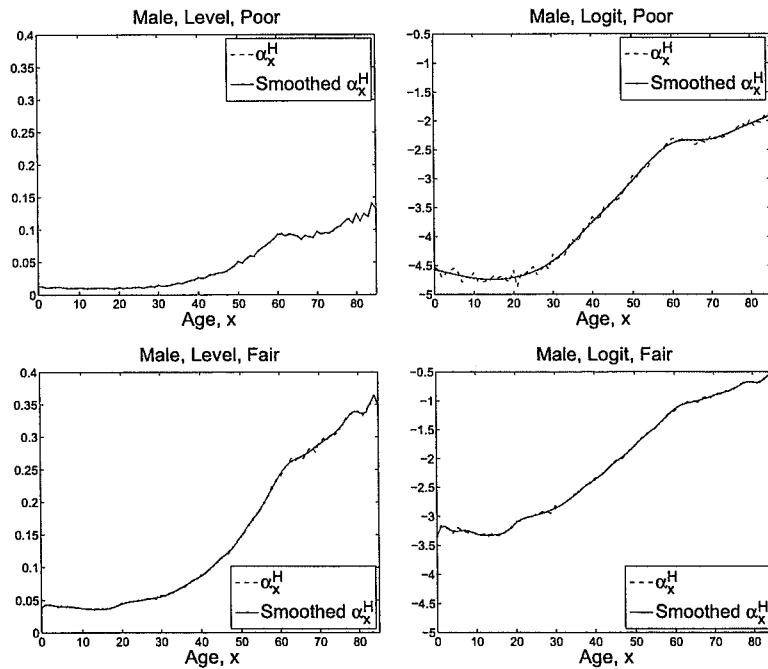 Male, Level, Poor
0.4
0.35
0.3
0.25
0.2
0.15
0.1
0.05
0
0 10 20 30 40 50 60 70 80
Age, x
α_x^H
Smoothed α_x^H
Male, Logit, Poor
−0.5
−1
−1.5
−2
−2.5
−3
−3.5
−4
−4.5
−5
0 10 20 30 40 50 60 70 80
Age, x
α_x^H
Smoothed α_x^H
Male, Level, Fair
0.4
0.35
0.3
0.25
0.2
0.15
0.1
0.05
0
0 10 20 30 40 50 60 70 80
Age, x
α_x^H
Smoothed α_x^H
Male, Logit, Fair
−0.5
−1
−1.5
−2
−2.5
−3
−3.5
−4
−4.5
−5
0 10 20 30 40 50 60 70 80
Age, x
α_x^H
Smoothed α_x^H